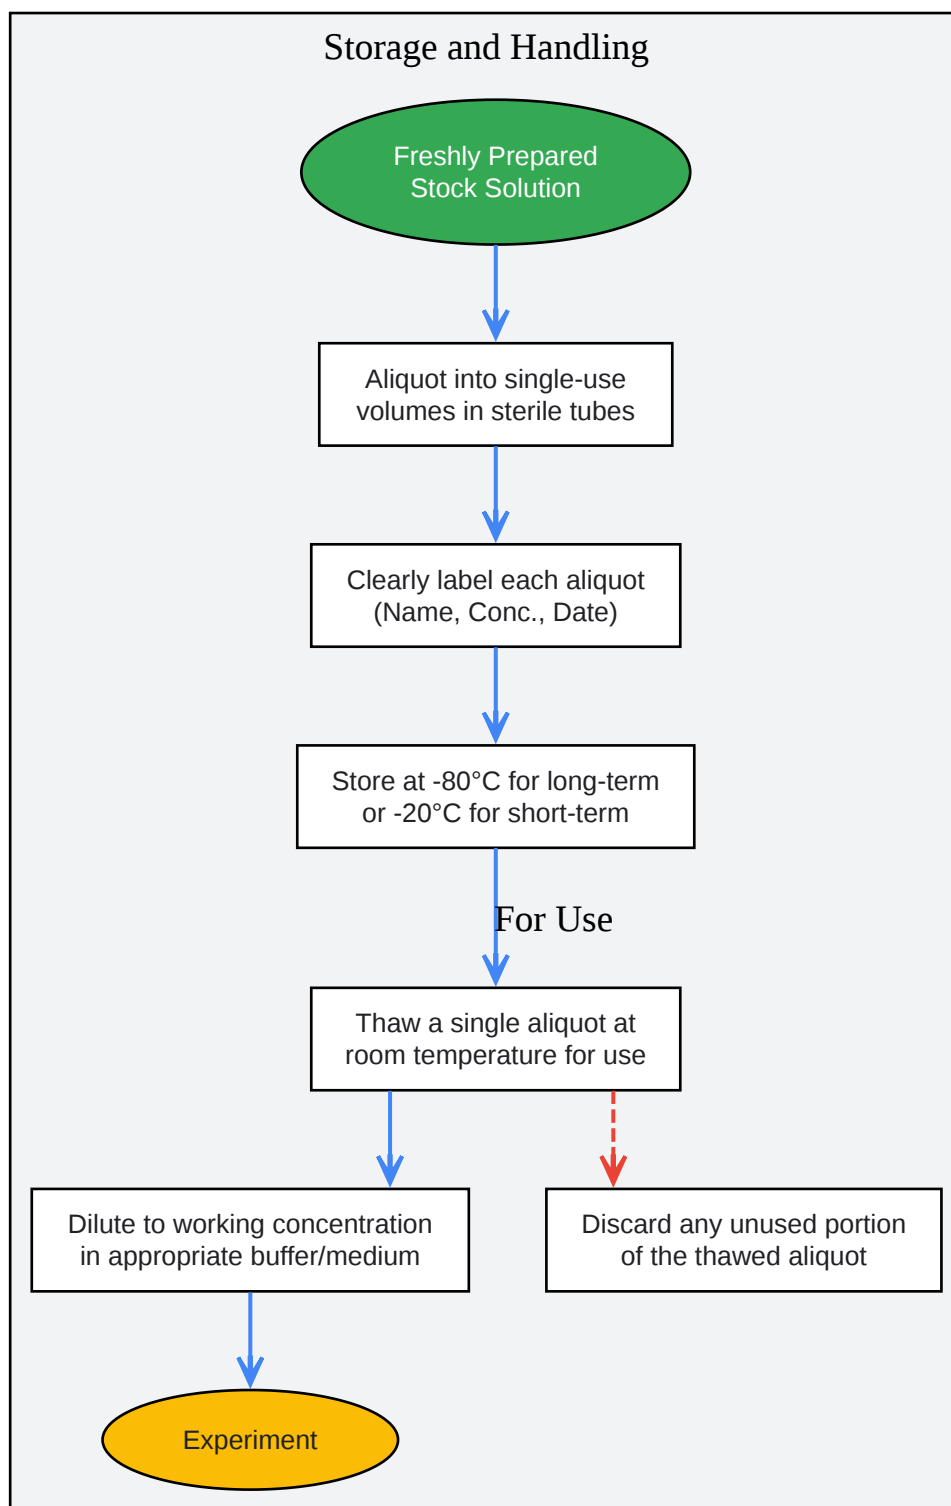 Storage and Handling
Freshly Prepared
Stock Solution
Aliquot into single-use
volumes in sterile tubes
Clearly label each aliquot
(Name, Conc., Date)
Store at -80°C for long-term
or -20°C for short-term
For Use
Thaw a single aliquot at
room temperature for use
Dilute to working concentration
in appropriate buffer/medium
Discard any unused portion
of the thawed aliquot
Experiment